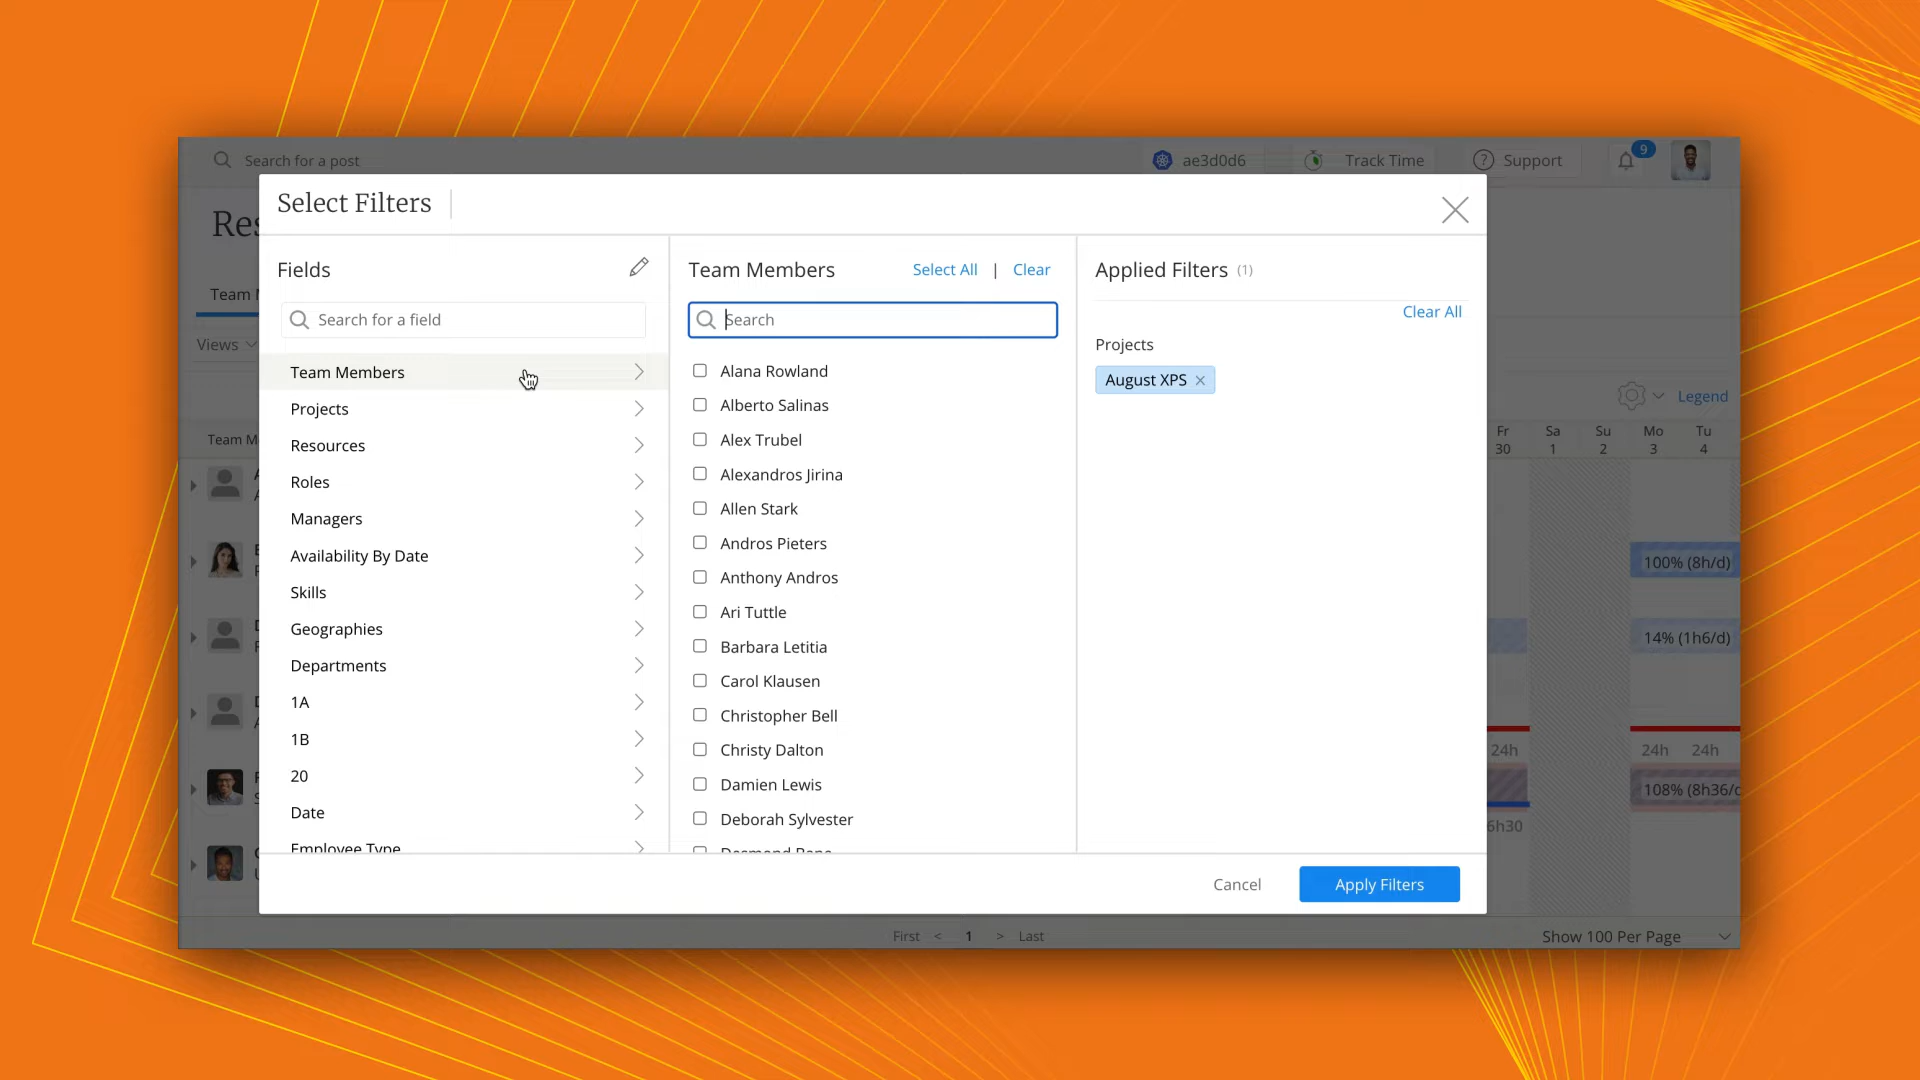 Search for a post
ae3d0d6
Track Time
Support
9
Select Filters
Team
Views
Legend
Fields
Search for a field
Team Members
Projects
Resources
Roles
Managers
Availability By Date
Skills
Geographies
Departments
1A
1B
20
Date
Employee Type
Team Members
Select All | Clear
Search
Alana Rowland
Alberto Salinas
Alex Trubel
Alexandros Jirina
Allen Stark
Andros Pieters
Anthony Andros
Ari Tuttle
Barbara Letitia
Carol Klausen
Christopher Bell
Christy Dalton
Damien Lewis
Deborah Sylvester
Applied Filters (1)
Clear All
Projects
August XPS
Cancel
Apply Filters
Team M
Fr Sa Su Mo Tu
30 1 2 3 4
100% (8h/d)
14% (1h6/d)
24h 24h 24h
108% (8h36/
6h30
First < 1 > Last
Show 100 Per Page